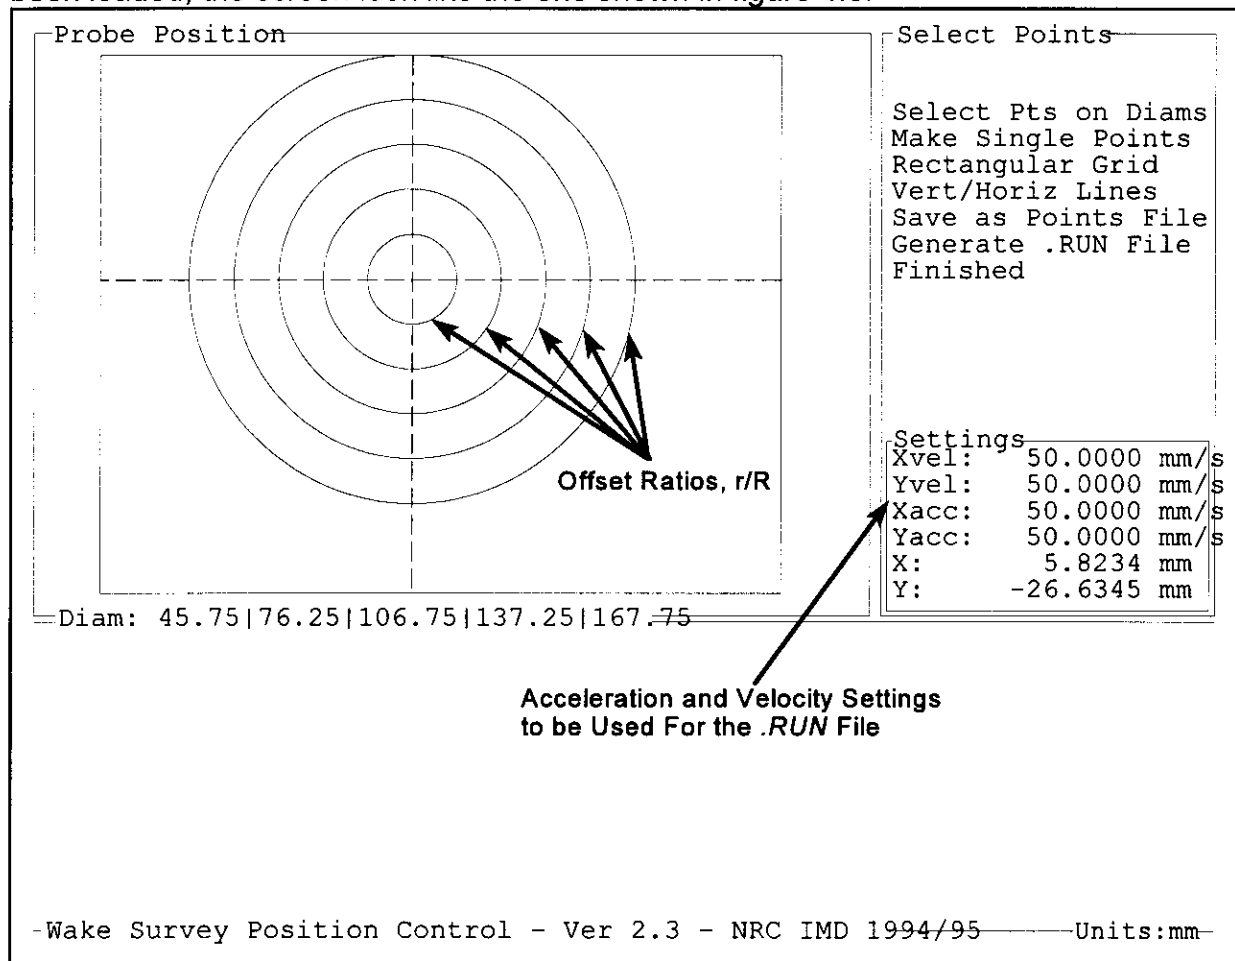 Probe Position
Select Points
Select Pts on Diams
Make Single Points
Rectangular Grid
Vert/Horiz Lines
Save as Points File
Generate .RUN File
Finished
Offset Ratios, r/R
Settings
Xvel: 50.0000 mm/s
Yvel: 50.0000 mm/s
Xacc: 50.0000 mm/s
Yacc: 50.0000 mm/s
X: 5.8234 mm
Y: -26.6345 mm
Diam: 45.75|76.25|106.75|137.25|167.75
Acceleration and Velocity Settings
to be Used For the .RUN File
Wake Survey Position Control - Ver 2.3 - NRC IMD 1994/95
Units:mm